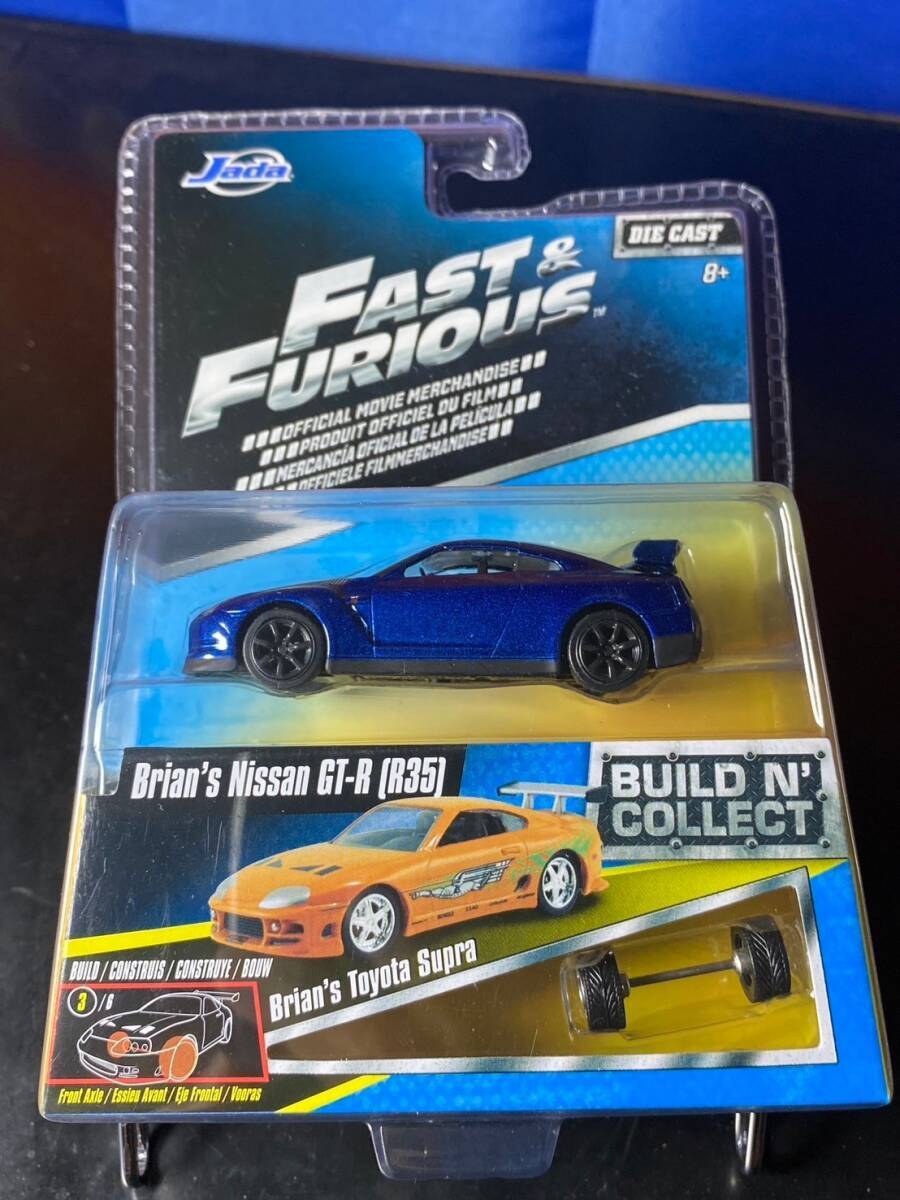 Jada
DIE CAST
8+
FAST &
FURIOUS™
OFFICIAL MOVIE MERCHANDISE
PRODUIT OFFICIEL DU FILM
MERCANCÍA OFICIAL DE LA PELÍCULA
OFFICIELE FILMMERCHANDISE
Brian's Nissan GT-R (R35)
BUILD N'
COLLECT
Brian's Toyota Supra
BUILD / CONSTRUIS / CONSTRUYE / BOUW
3 / 6
Front Axle / Essieu Avant / Eje Frontal / Vooras